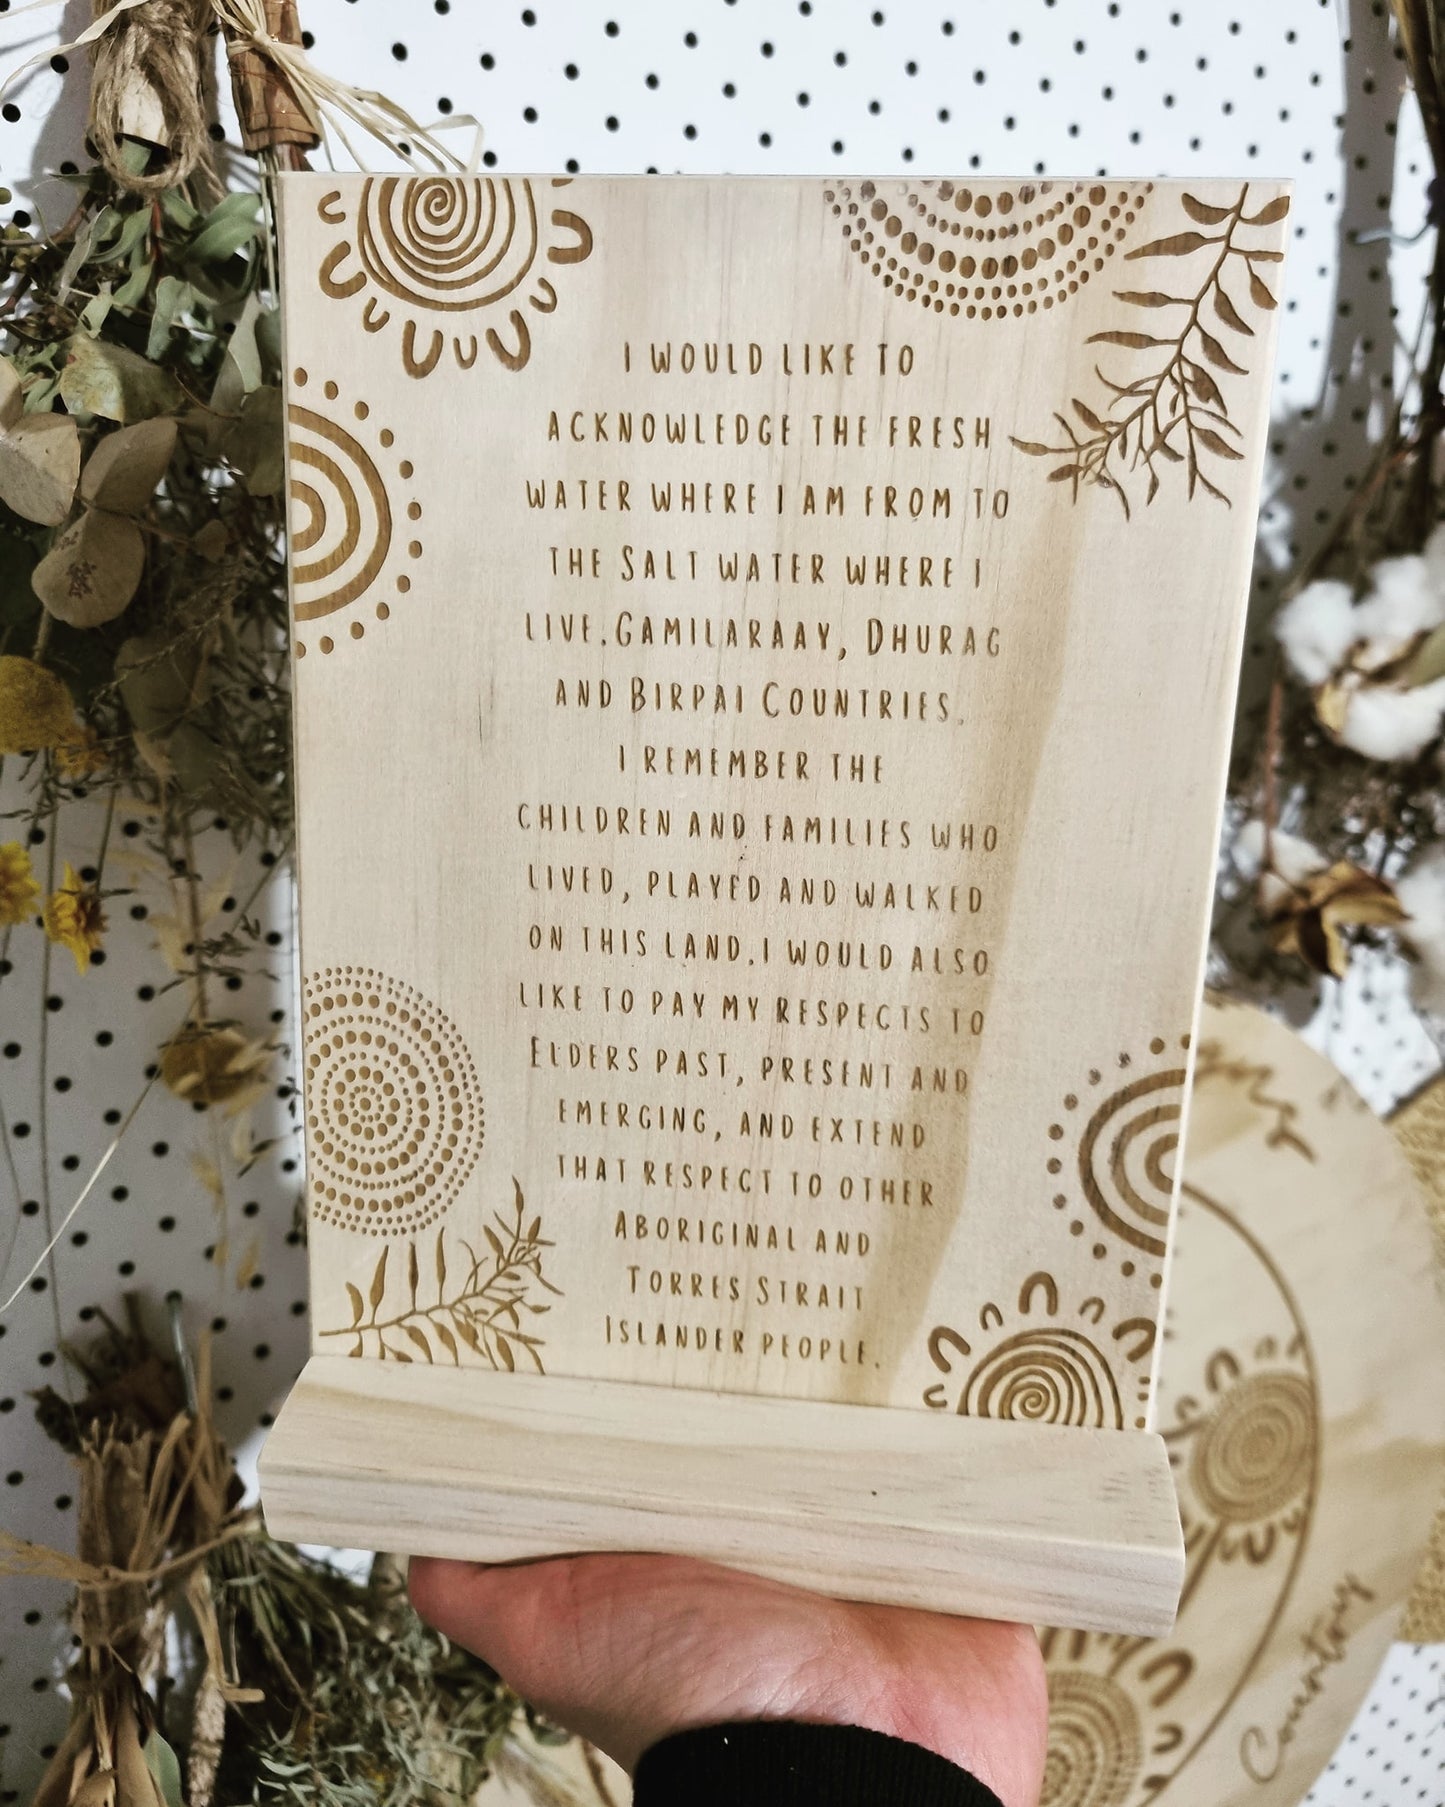 I WOULD LIKE TO
ACKNOWLEDGE THE FRESH
WATER WHERE I AM FROM TO
THE SALT WATER WHERE I
LIVE.GAMILARAAY, DHURAG
AND BIRPAI COUNTRIES.
I REMEMBER THE
CHILDREN AND FAMILIES WHO
LIVED, PLAYED AND WALKED
ON THIS LAND.I WOULD ALSO
LIKE TO PAY MY RESPECTS TO
ELDERS PAST, PRESENT AND
EMERGING, AND EXTEND
THAT RESPECT TO OTHER
ABORIGINAL AND
TORRES STRAIT
ISLANDER PEOPLE.
Country